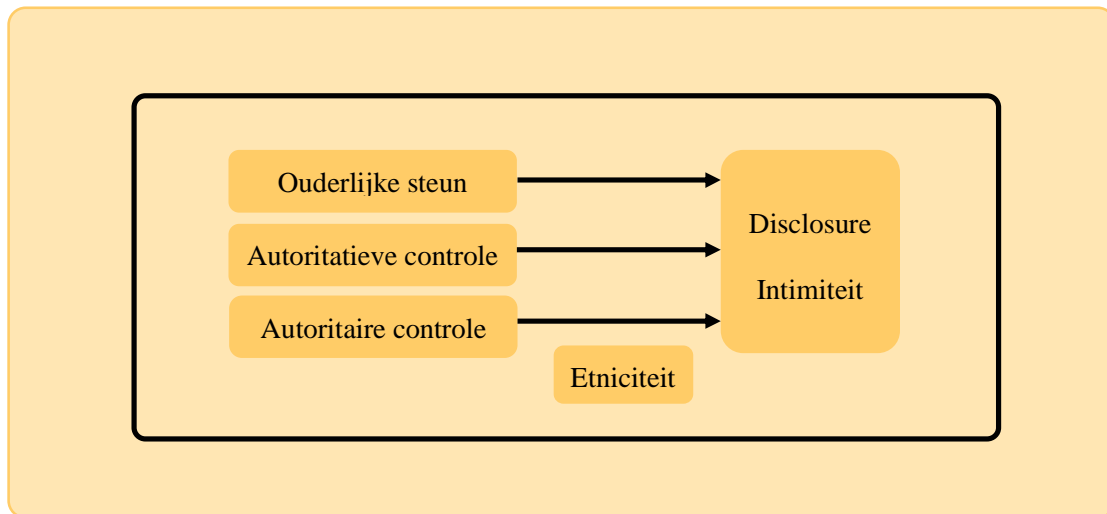 Ouderlijke steun
Autoritatieve controle
Autoritaire controle
Etniciteit
Disclosure
Intimiteit